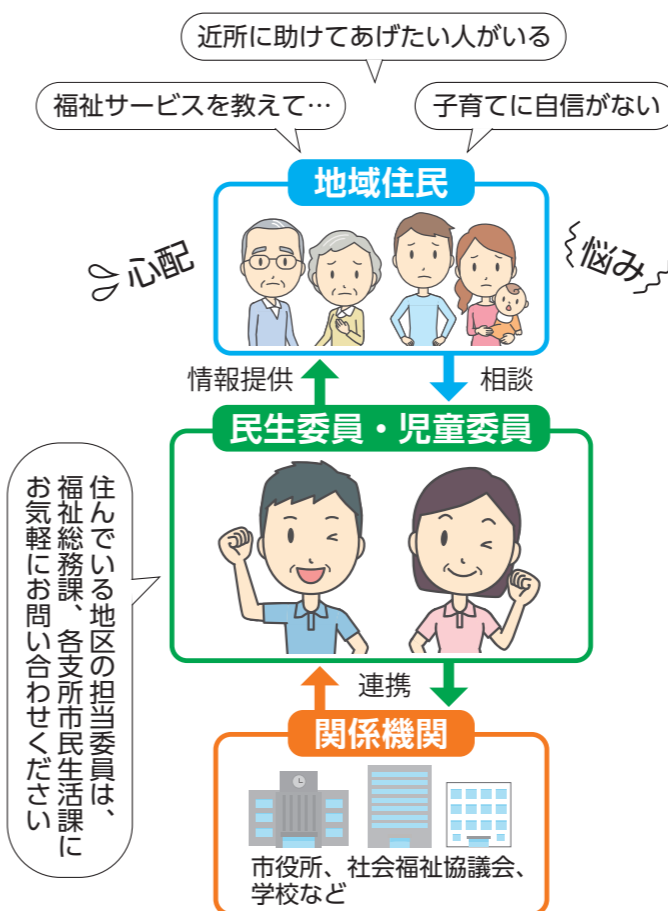 近所に助けてあげたい人がいる
福祉サービスを教えて…
子育てに自信がない
地域住民
心配
悩み
情報提供
相談
民生委員・児童委員
住んでいる地区の担当委員は、
福祉総務課、各支所市民生活課に
お気軽にお問い合わせください
連携
関係機関
市役所、社会福祉協議会、
学校など